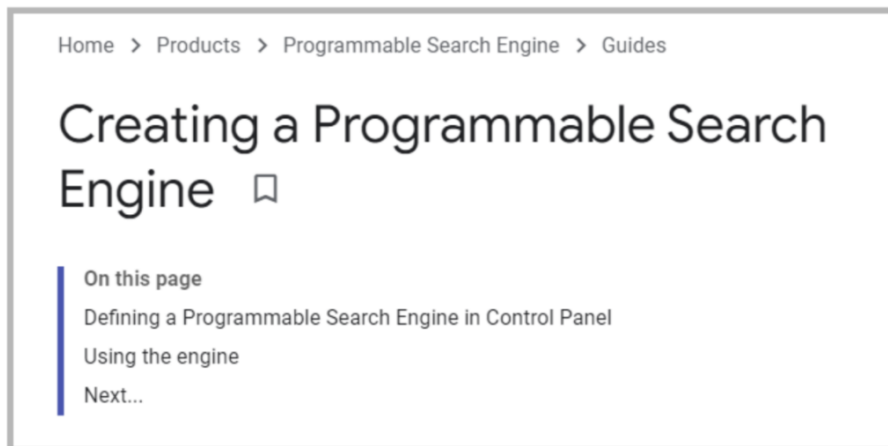 Home > Products > Programmable Search Engine > Guides
Creating a Programmable Search
Engine
On this page
Defining a Programmable Search Engine in Control Panel
Using the engine
Next...